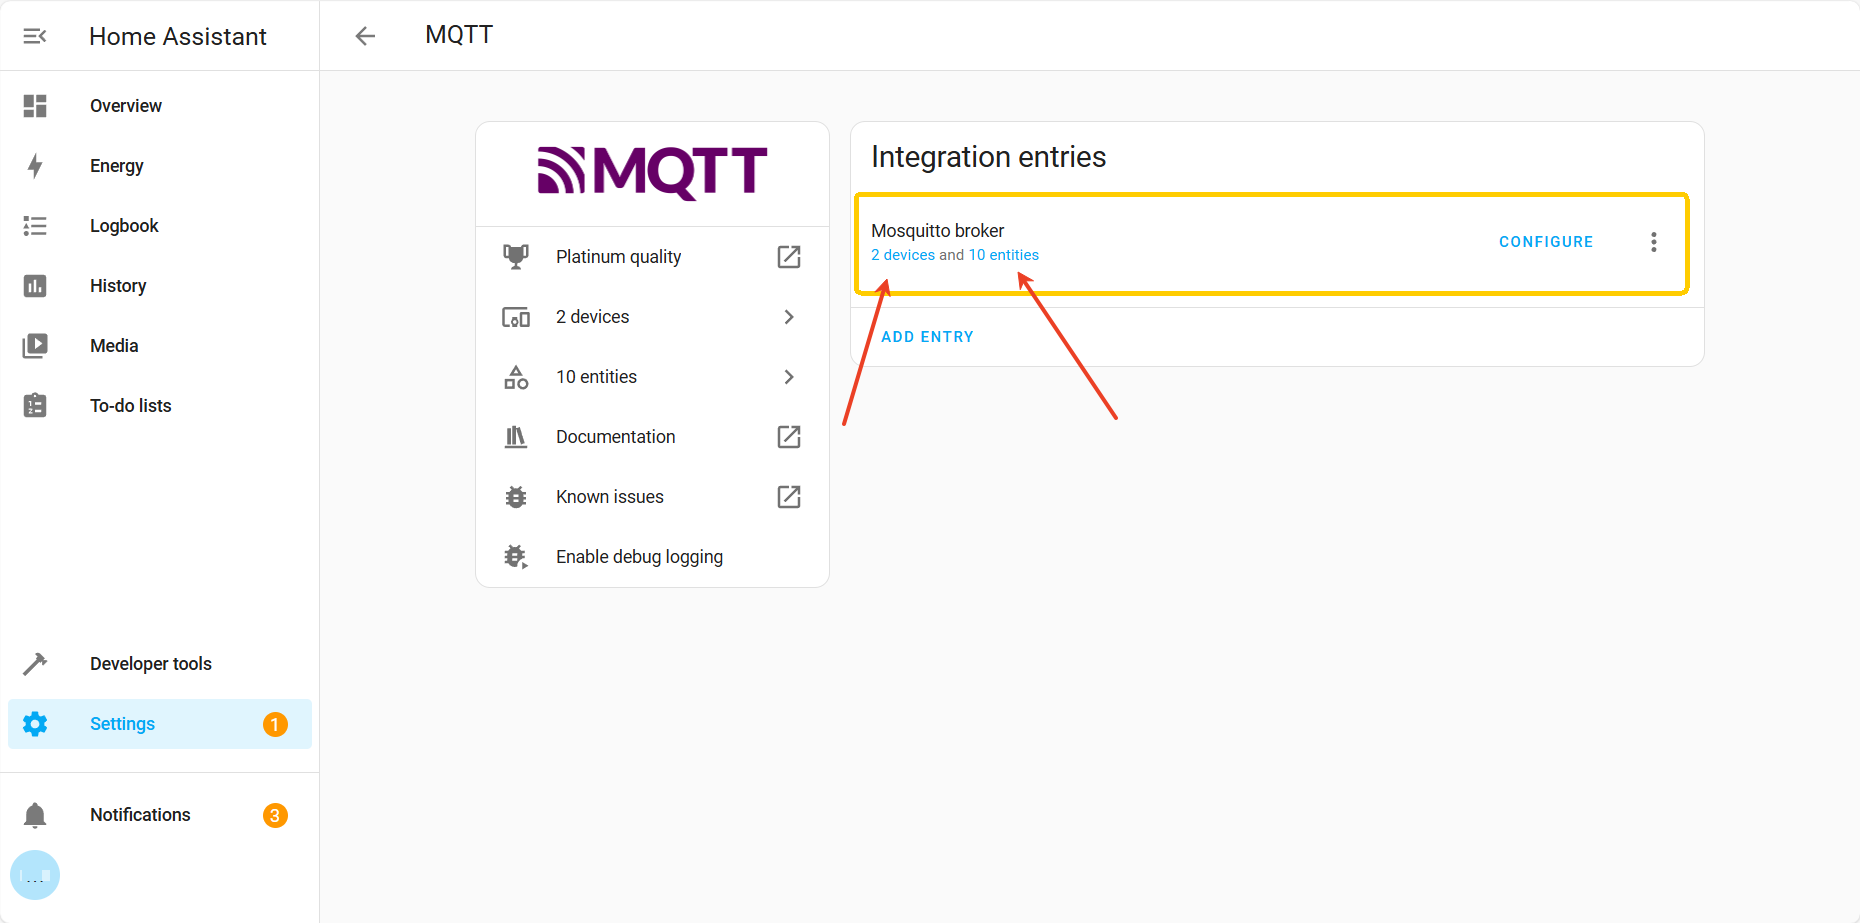 Home Assistant
MQTT
Overview
Energy
Logbook
History
Media
To-do lists
Developer tools
Settings
1
Notifications
3
...
MQTT
Platinum quality
2 devices
10 entities
Documentation
Known issues
Enable debug logging
Integration entries
Mosquitto broker
2 devices and 10 entities
CONFIGURE
ADD ENTRY